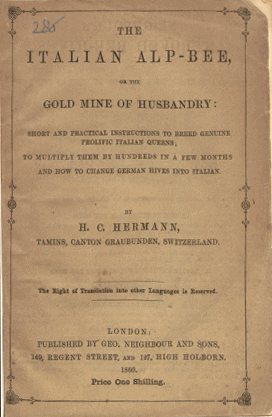 285
THE
ITALIAN ALP-BEE,
OR THE
GOLD MINE OF HUSBANDRY:
SHORT AND PRACTICAL INSTRUCTIONS TO BREED GENUINE
PROLIFIC ITALIAN QUEENS;
TO MULTIPLY THEM BY HUNDREDS IN A FEW MONTHS
AND HOW TO CHANGE GERMAN HIVES INTO ITALIAN.
BY
H. C. HERMANN,
TAMINS, CANTON GRAUBUNDEN, SWITZERLAND.
The Right of Translation into other Languages is Reserved.
LONDON:
PUBLISHED BY GEO. NEIGHBOUR AND SONS,
149, REGENT STREET, AND 127, HIGH HOLBORN.
1860.
Price One Shilling.